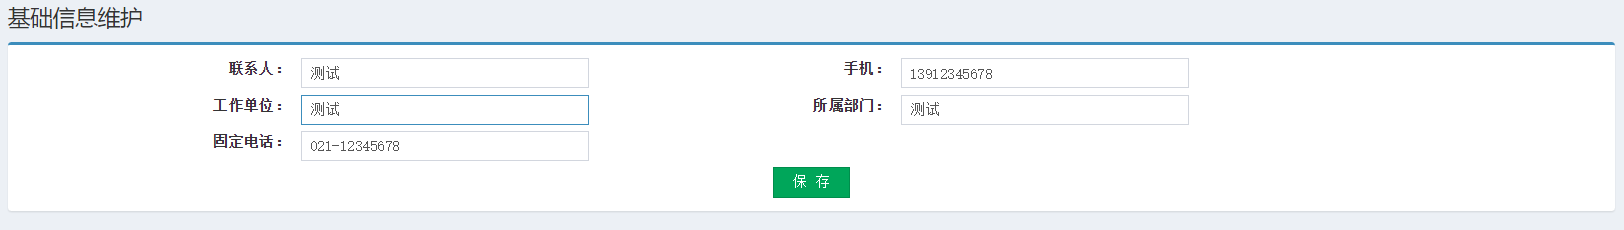 基础信息维护
联系人： 测试 手机： 13912345678
工作单位： 测试 所属部门： 测试
固定电话： 021-12345678
保 存